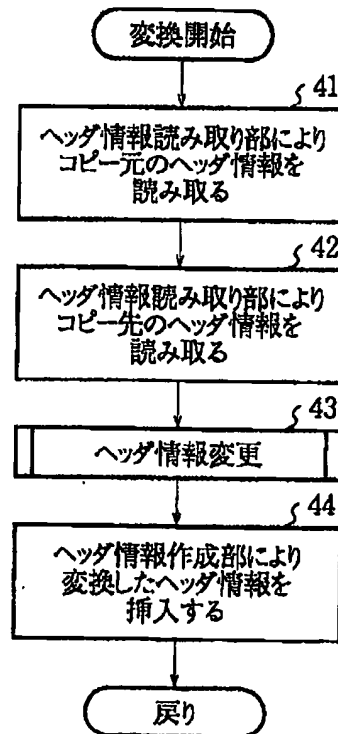 変換開始
41
ヘッダ情報読み取り部により
コピー元のヘッダ情報を
読み取る
42
ヘッダ情報読み取り部により
コピー先のヘッダ情報を
読み取る
43
ヘッダ情報変更
44
ヘッダ情報作成部により
変換したヘッダ情報を
挿入する
戻り